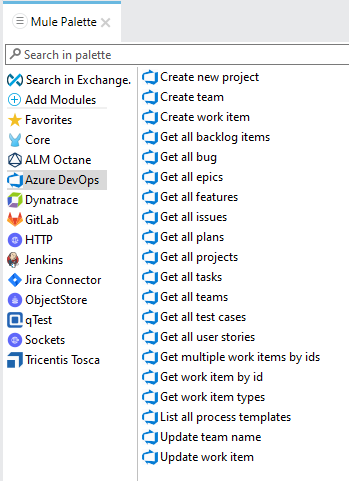 Mule Palette
Search in palette
Search in Exchange.
Add Modules
Favorites
Core
ALM Octane
Azure DevOps
Dynatrace
GitLab
HTTP
Jenkins
Jira Connector
ObjectStore
qTest
Sockets
Tricentis Tosca
Create new project
Create team
Create work item
Get all backlog items
Get all bug
Get all epics
Get all features
Get all issues
Get all plans
Get all projects
Get all tasks
Get all teams
Get all test cases
Get all user stories
Get multiple work items by ids
Get work item by id
Get work item types
List all process templates
Update team name
Update work item